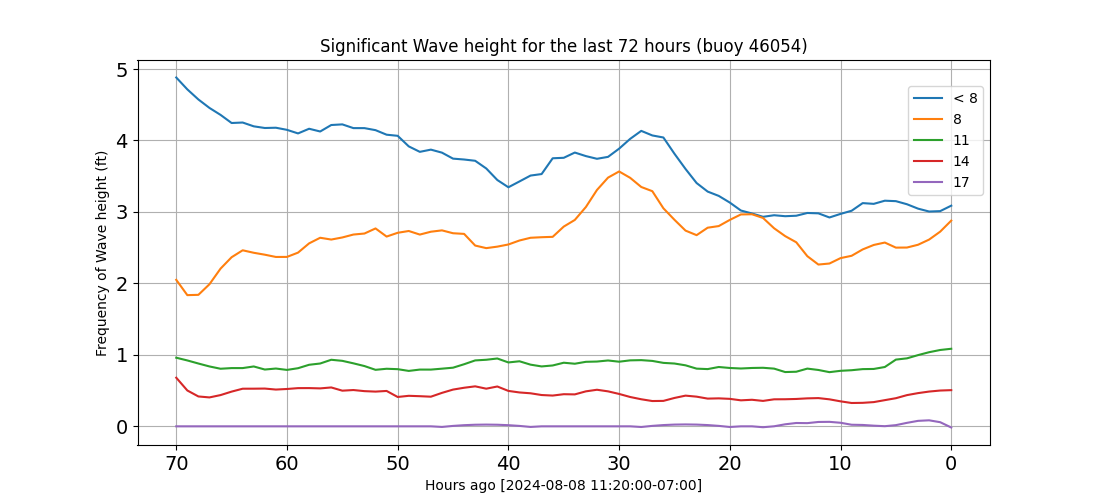 Significant Wave height for the last 72 hours (buoy 46054)
Frequency of Wave height (ft)
5
4
3
2
1
0
< 8
8
11
14
17
70 60 50 40 30 20 10 0
Hours ago [2024-08-08 11:20:00-07:00]